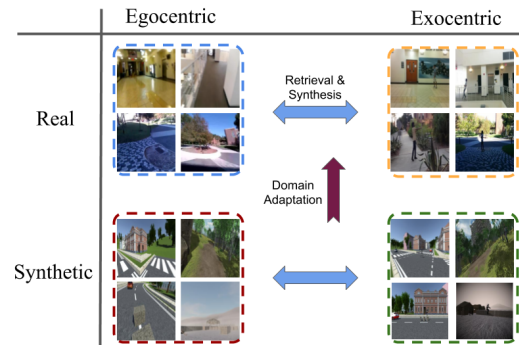 Egocentric
Exocentric
Real
Retrieval &
Synthesis
Domain
Adaptation
Synthetic